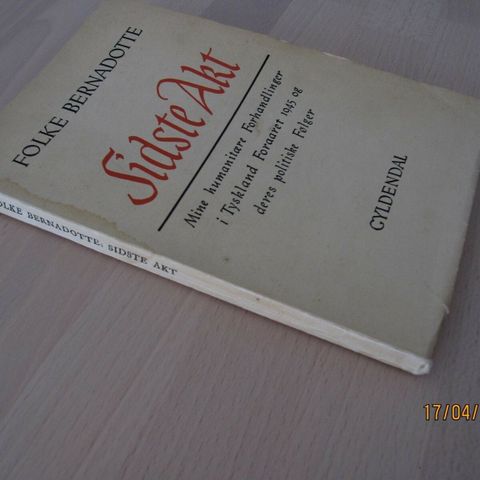 FOLKE BERNADOTTE
Sidste Akt
Mine humanitære Forhandlinger
i Tyskland Foraaret 1945 og
deres politiske Følger
GYLDENDAL
OLKE BERNADOTTE: SIDSTE AKT
17/04/